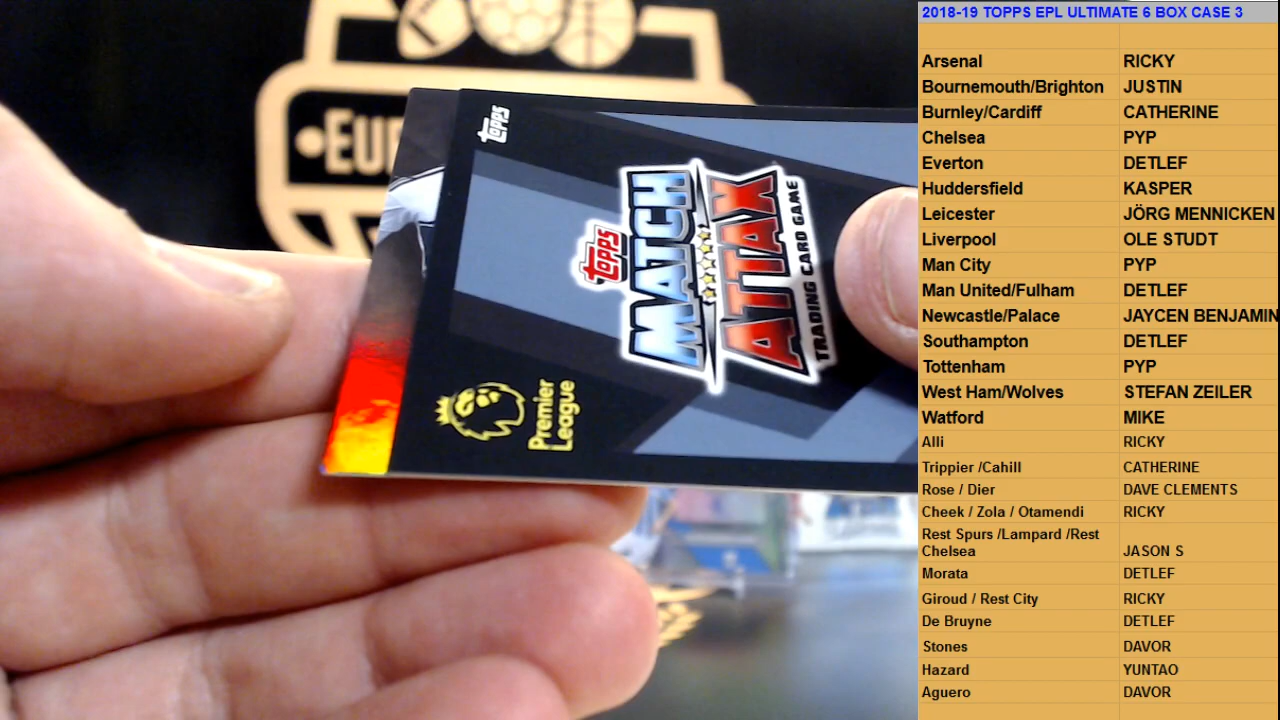 EU
TOPPS
TOPPS
MATCH
ATTAX
TRADING CARD GAME
Premier
League
2018-19 TOPPS EPL ULTIMATE 6 BOX CASE 3
Arsenal RICKY
Bournemouth/Brighton JUSTIN
Burnley/Cardiff CATHERINE
Chelsea PYP
Everton DETLEF
Huddersfield KASPER
Leicester JÖRG MENNICKEN
Liverpool OLE STUDT
Man City PYP
Man United/Fulham DETLEF
Newcastle/Palace JAYCEN BENJAMIN
Southampton DETLEF
Tottenham PYP
West Ham/Wolves STEFAN ZEILER
Watford MIKE
Alli RICKY
Trippier /Cahill CATHERINE
Rose / Dier DAVE CLEMENTS
Cheek / Zola / Otamendi RICKY
Rest Spurs /Lampard /Rest
Chelsea JASON S
Morata DETLEF
Giroud / Rest City RICKY
De Bruyne DETLEF
Stones DAVOR
Hazard YUNTAO
Aguero DAVOR